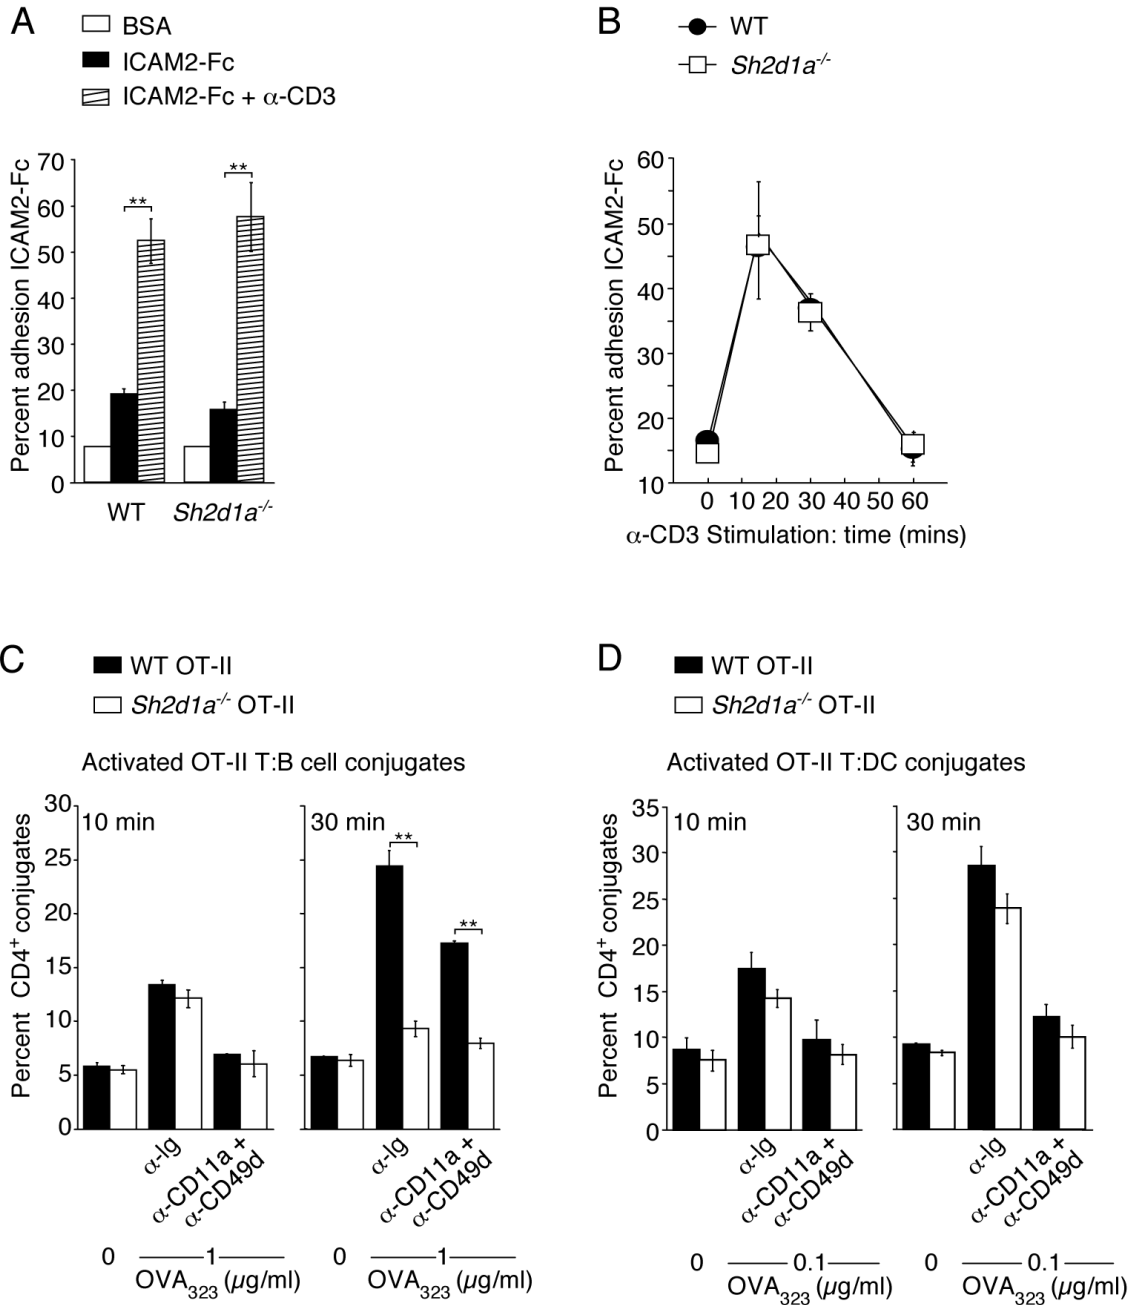 A
BSA
ICAM2-Fc
ICAM2-Fc + α-CD3
Percent adhesion ICAM2-Fc
70
60
50
40
30
20
10
0
**
**
WT
Sh2d1a-/-
B
WT
Sh2d1a-/-
Percent adhesion ICAM2-Fc
60
50
40
30
20
10
0 10 20 30 40 50 60
α-CD3 Stimulation: time (mins)
C
WT OT-II
Sh2d1a-/- OT-II
Activated OT-II T:B cell conjugates
Percent CD4+ conjugates
30
25
20
15
10
5
0
10 min
30 min
**
**
α-Ig
α-CD11a +
α-CD49d
α-Ig
α-CD11a +
α-CD49d
0
1
OVA323 (μg/ml)
0
1
OVA323 (μg/ml)
D
WT OT-II
Sh2d1a-/- OT-II
Activated OT-II T:DC conjugates
Percent CD4+ conjugates
35
30
25
20
15
10
5
0
10 min
30 min
α-Ig
α-CD11a +
α-CD49d
α-Ig
α-CD11a +
α-CD49d
0
0.1
OVA323 (μg/ml)
0
0.1
OVA323 (μg/ml)